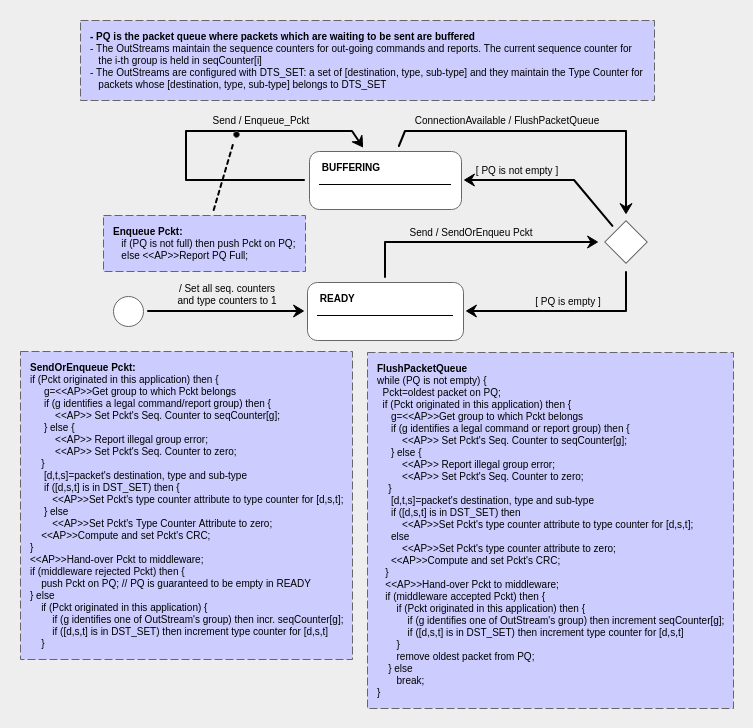 - PQ is the packet queue where packets which are waiting to be sent are buffered
- The OutStreams maintain the sequence counters for out-going commands and reports. The current sequence counter for
the i-th group is held in seqCounter[i]
- The OutStreams are configured with DTS_SET: a set of [destination, type, sub-type] and they maintain the Type Counter for
packets whose [destination, type, sub-type] belongs to DTS_SET
Send / Enqueue_Pckt
ConnectionAvailable / FlushPacketQueue
BUFFERING
[ PQ is not empty ]
Enqueue Pckt:
if (PQ is not full) then push Pckt on PQ;
else <<AP>>Report PQ Full;
Send / SendOrEnqueu Pckt
/ Set all seq. counters
and type counters to 1
READY
[ PQ is empty ]
SendOrEnqueue Pckt:
if (Pckt originated in this application) then {
g=<<AP>>Get group to which Pckt belongs
if (g identifies a legal command/report group) then {
<<AP>> Set Pckt's Seq. Counter to seqCounter[g];
} else {
<<AP>> Report illegal group error;
<<AP>> Set Pckt's Seq. Counter to zero;
}
[d,t,s]=packet's destination, type and sub-type
if ([d,s,t] is in DST_SET) then {
<<AP>>Set Pckt's type counter attribute to type counter for [d,s,t];
} else
<<AP>>Set Pckt's Type Counter Attribute to zero;
<<AP>>Compute and set Pckt's CRC;
}
<<AP>>Hand-over Pckt to middleware;
if (middleware rejected Pckt) then {
push Pckt on PQ; // PQ is guaranteed to be empty in READY
} else
if (Pckt originated in this application) {
if (g identifies one of OutStream's group) then incr. seqCounter[g];
if ([d,s,t] is in DST_SET) then increment type counter for [d,s,t]
}
FlushPacketQueue
while (PQ is not empty) {
Pckt=oldest packet on PQ;
if (Pckt originated in this application) then {
g=<<AP>>Get group to which Pckt belongs
if (g identifies a legal command or report group) then {
<<AP>> Set Pckt's Seq. Counter to seqCounter[g];
} else {
<<AP>> Report illegal group error;
<<AP>> Set Pckt's Seq. Counter to zero;
}
[d,t,s]=packet's destination, type and sub-type
if ([d,s,t] is in DST_SET) then
<<AP>>Set Pckt's type counter attribute to type counter for [d,s,t];
else
<<AP>>Set Pckt's type counter attribute to zero;
<<AP>>Compute and set Pckt's CRC;
}
<<AP>>Hand-over Pckt to middleware;
if (middleware accepted Pckt) then {
if (Pckt originated in this application) then {
if (g identifies one of OutStream's group) then increment seqCounter[g];
if ([d,s,t] is in DST_SET) then increment type counter for [d,s,t]
}
remove oldest packet from PQ;
} else
break;
}